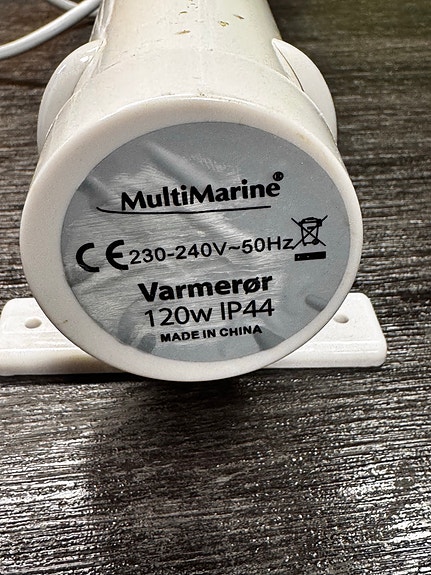 MultiMarine®
CE 230-240V~50Hz
Varmerør
120w IP44
MADE IN CHINA